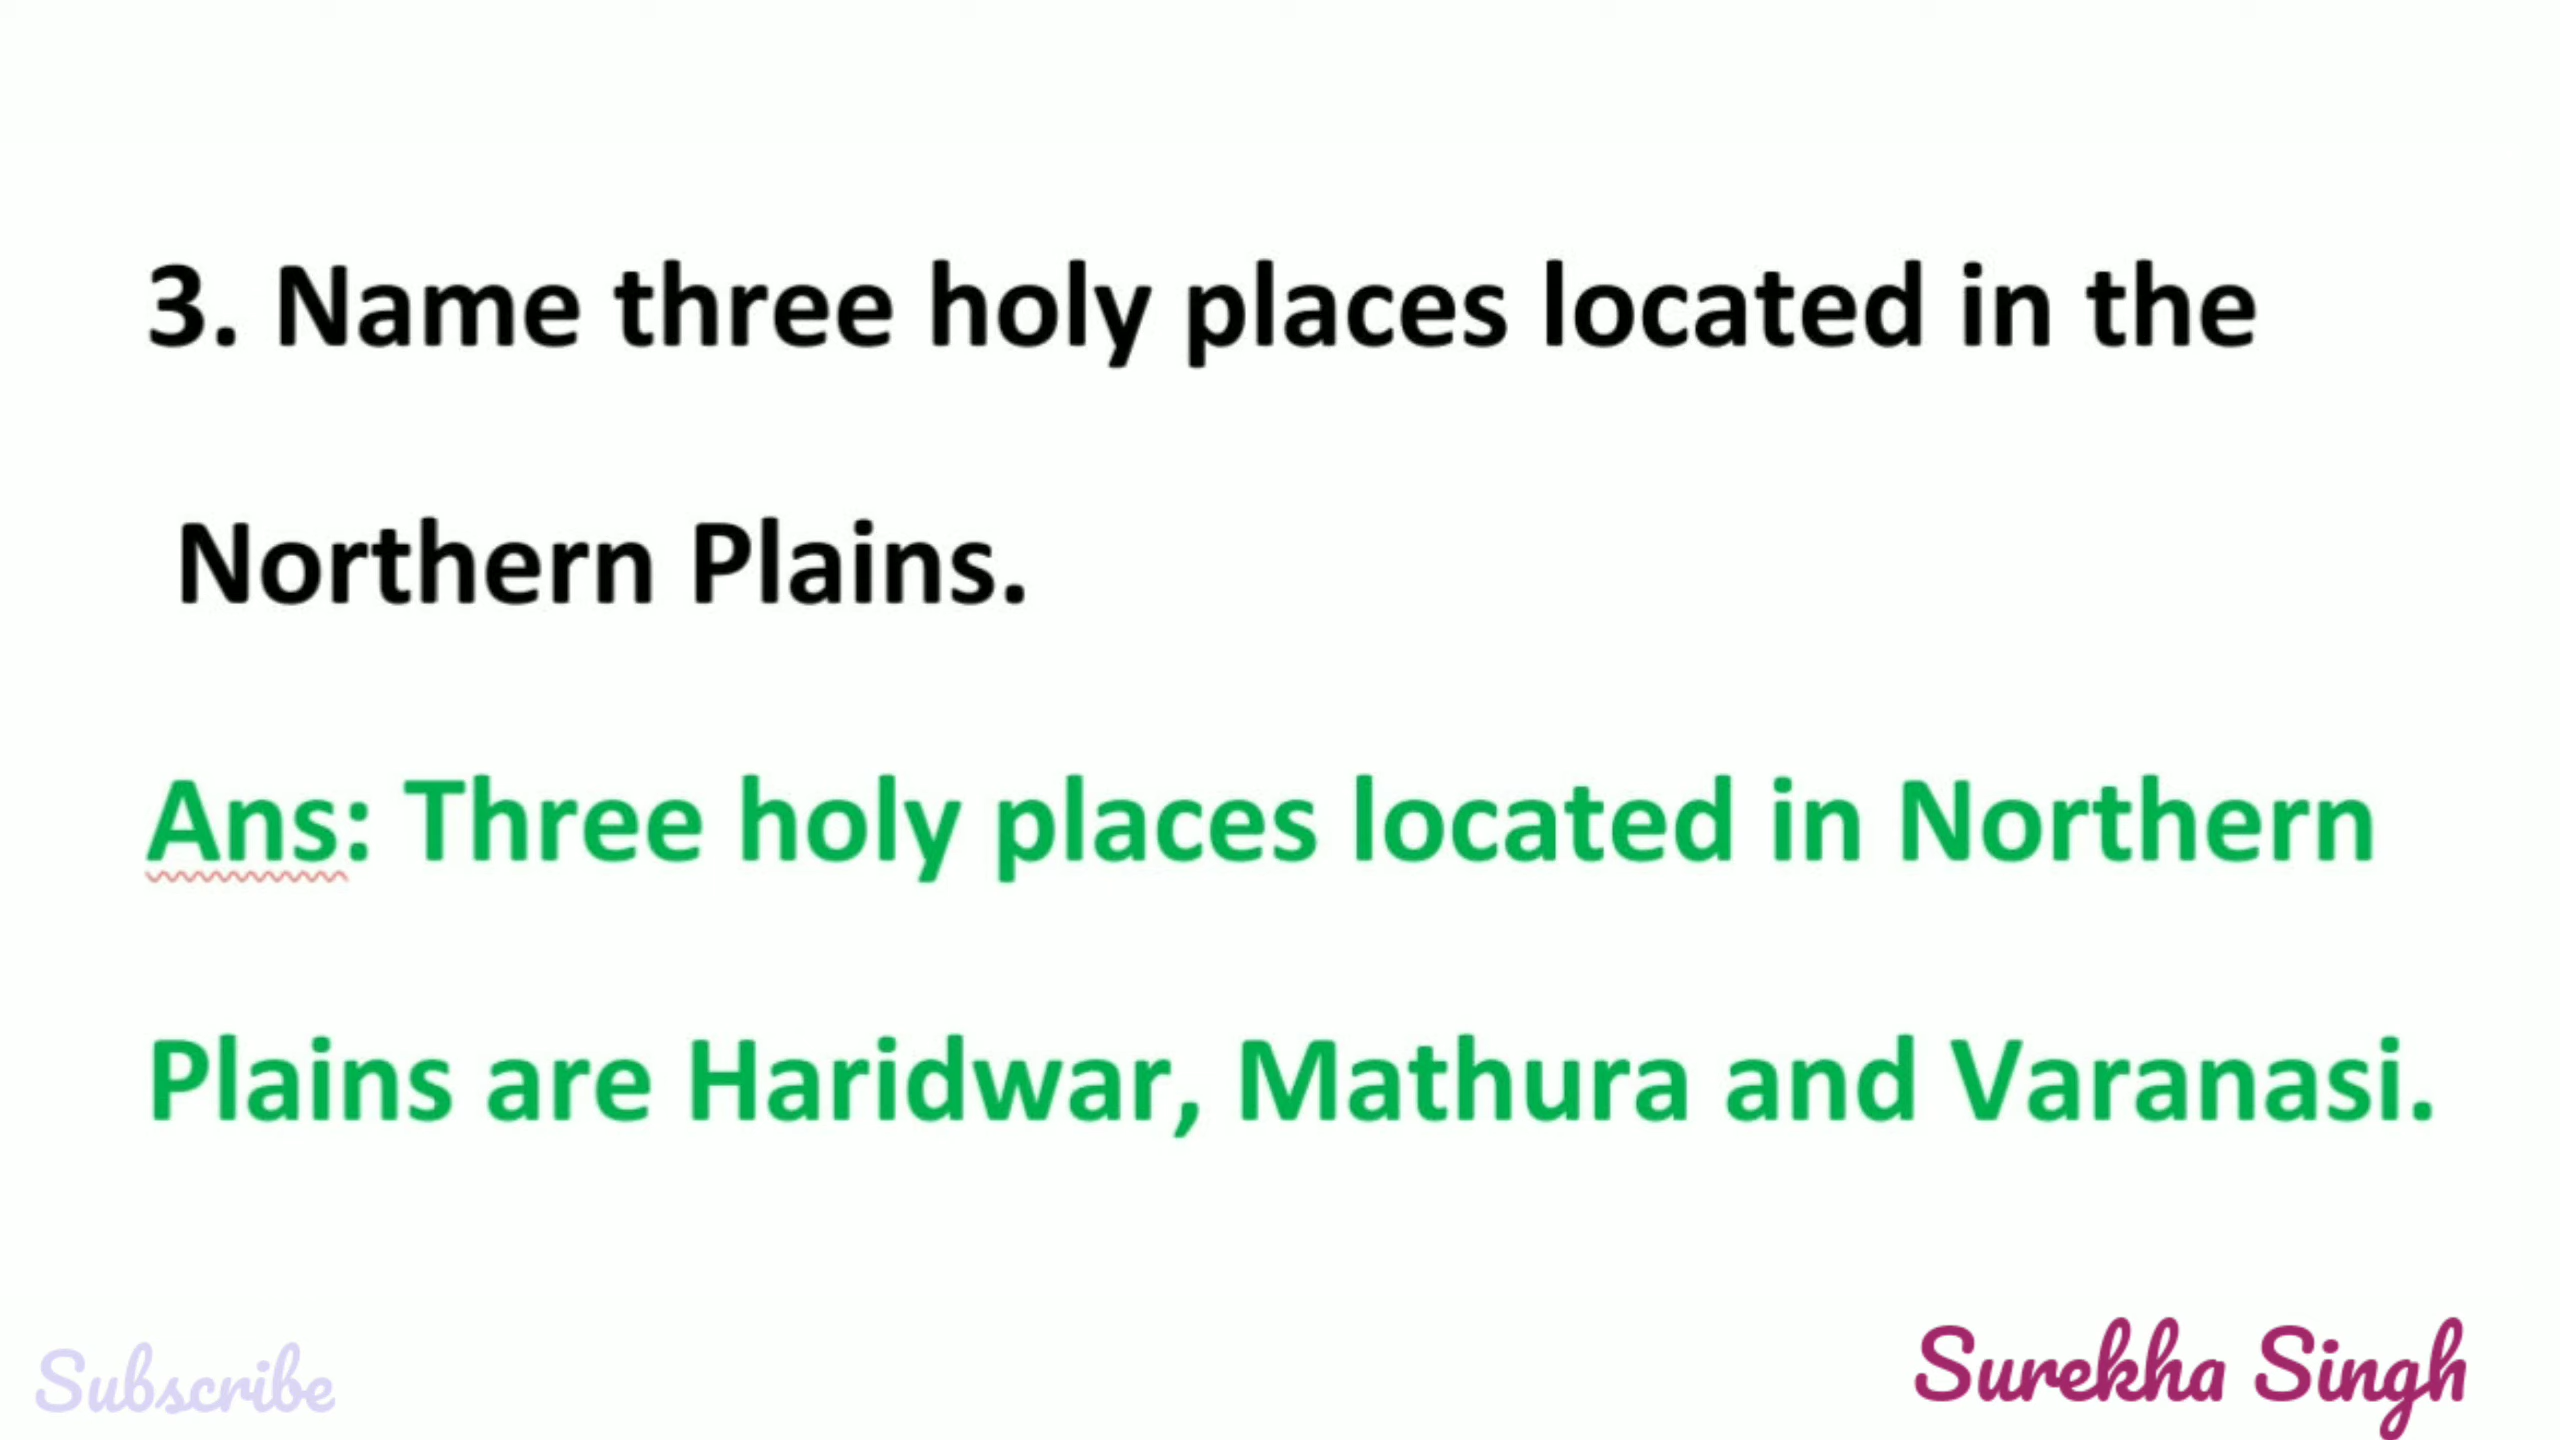 3. Name three holy places located in the
Northern Plains.
Ans: Three holy places located in Northern
Plains are Haridwar, Mathura and Varanasi.
Subscribe
Surekha Singh